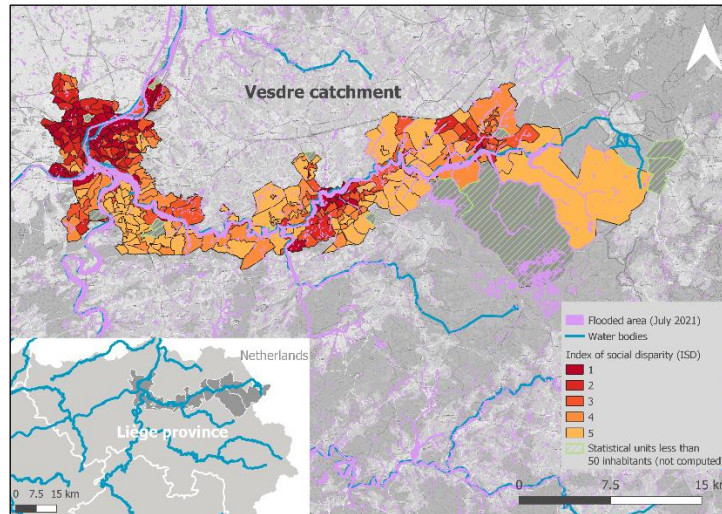 Vesdre catchment
Flooded area (July 2021)
Water bodies
Index of social disparity (ISD)
1
2
3
4
5
Statistical units less
than
50 inhabitants (not computed)
0 7.5 15 km
Netherlands
Liege province
0 7.5 15 km